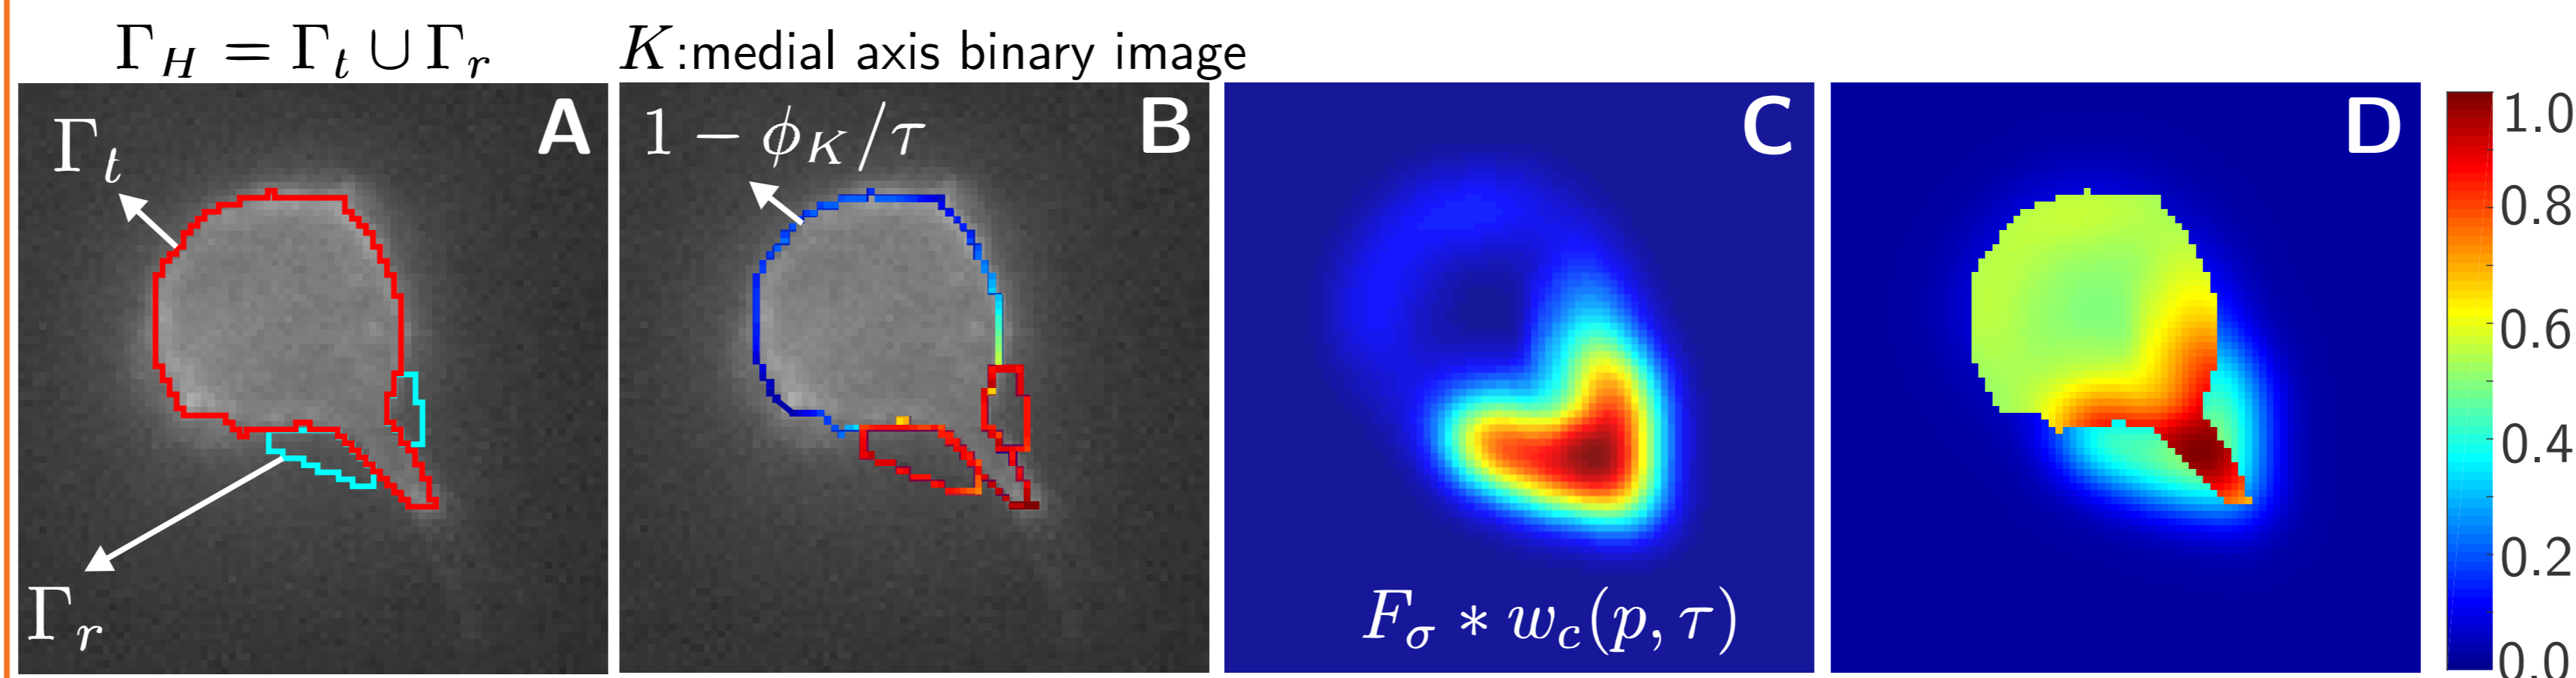 Γ_H = Γ_t ∪ Γ_r
K:medial axis binary image
A
Γ_t
Γ_r
B
1 − ϕ_K/τ
C
F_σ * w_c(p, τ)
D
1.0
0.8
0.6
0.4
0.2
0.0